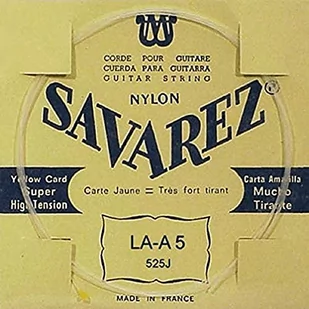 CORDE POUR GUITARE
CUERDA PARA GUITARRA
GUITAR STRING
NYLON
SAVAREZ
Yellow Card
Super
High Tension
Carte Jaune = Très fort tirant
Carta Amarilla
Mucho
Tirante
LA-A 5
525J
MADE IN FRANCE